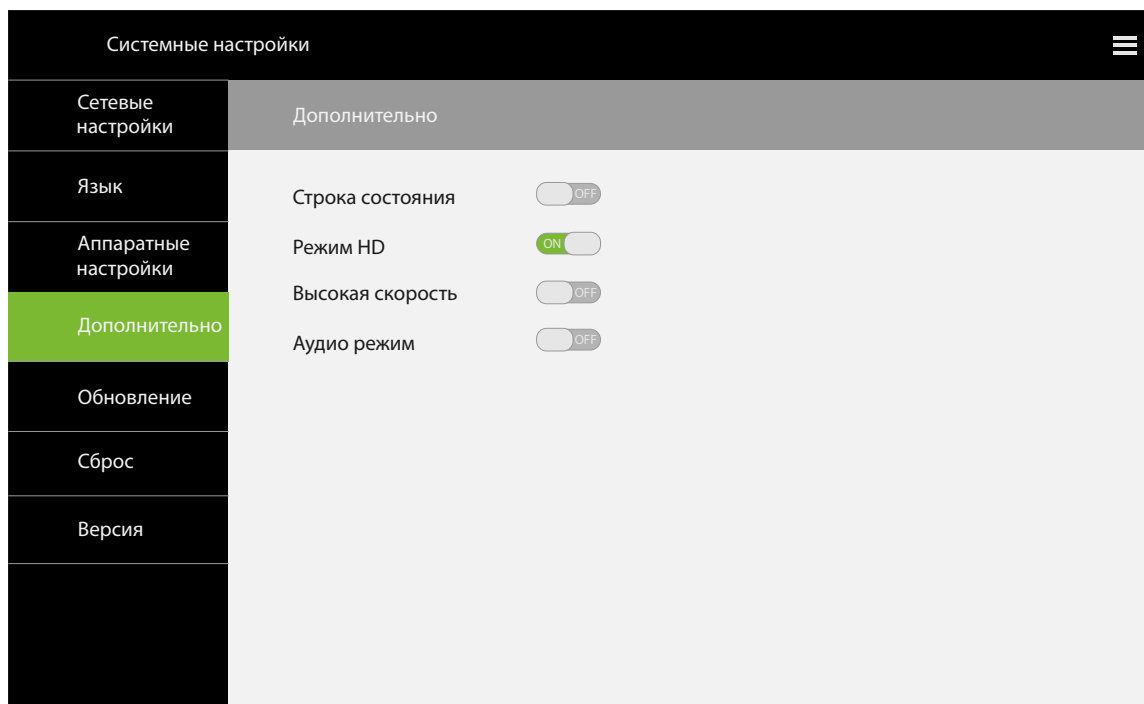 Системные настройки
Сетевые
настройки
Дополнительно
Язык
Строка состояния OFF
Аппаратные
настройки
Режим HD ON
Высокая скорость OFF
Дополнительно
Аудио режим OFF
Обновление
Сброс
Версия